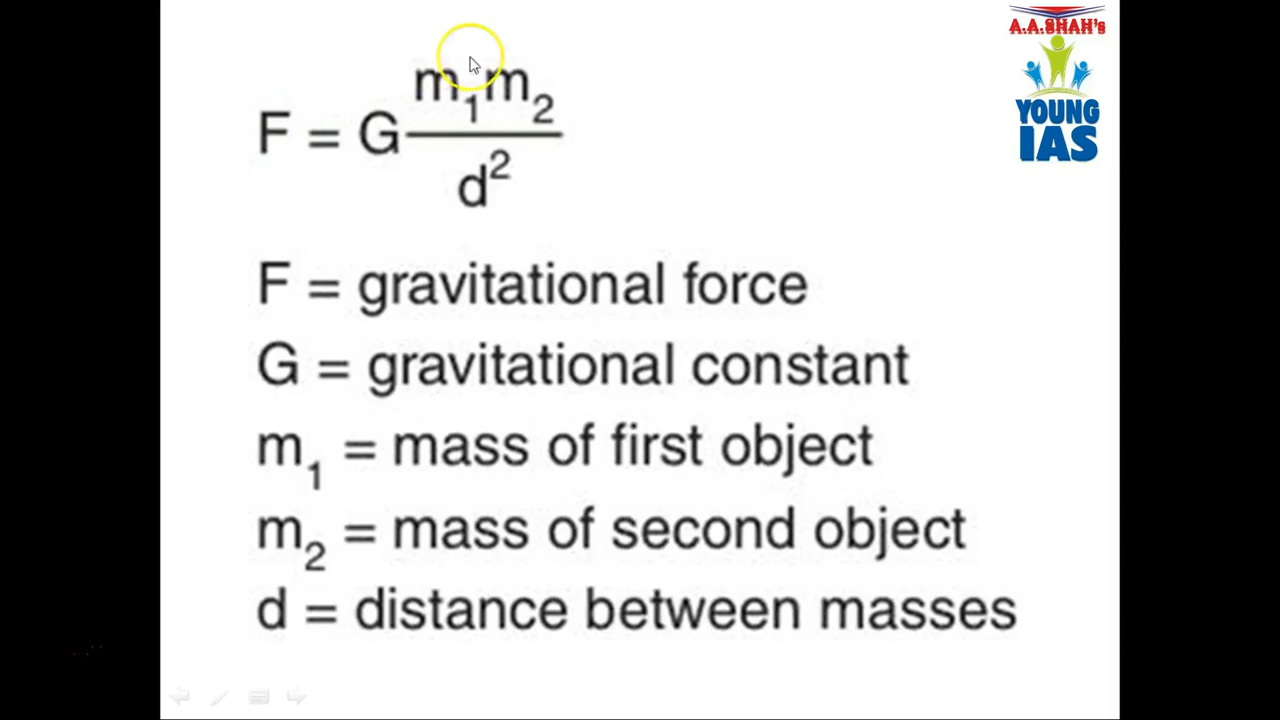 A.A.SHAH's
YOUNG
IAS
F = G m₁m₂
d²
F = gravitational force
G = gravitational constant
m₁ = mass of first object
m₂ = mass of second object
d = distance between masses